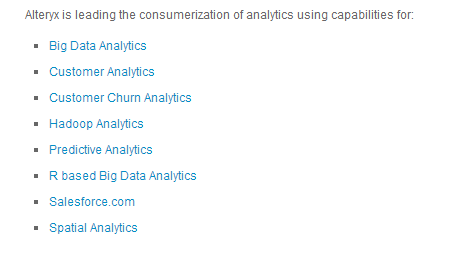 Alteryx is leading the consumerization of analytics using capabilities for:
Big Data Analytics
Customer Analytics
Customer Churn Analytics
Hadoop Analytics
Predictive Analytics
R based Big Data Analytics
Salesforce.com
Spatial Analytics